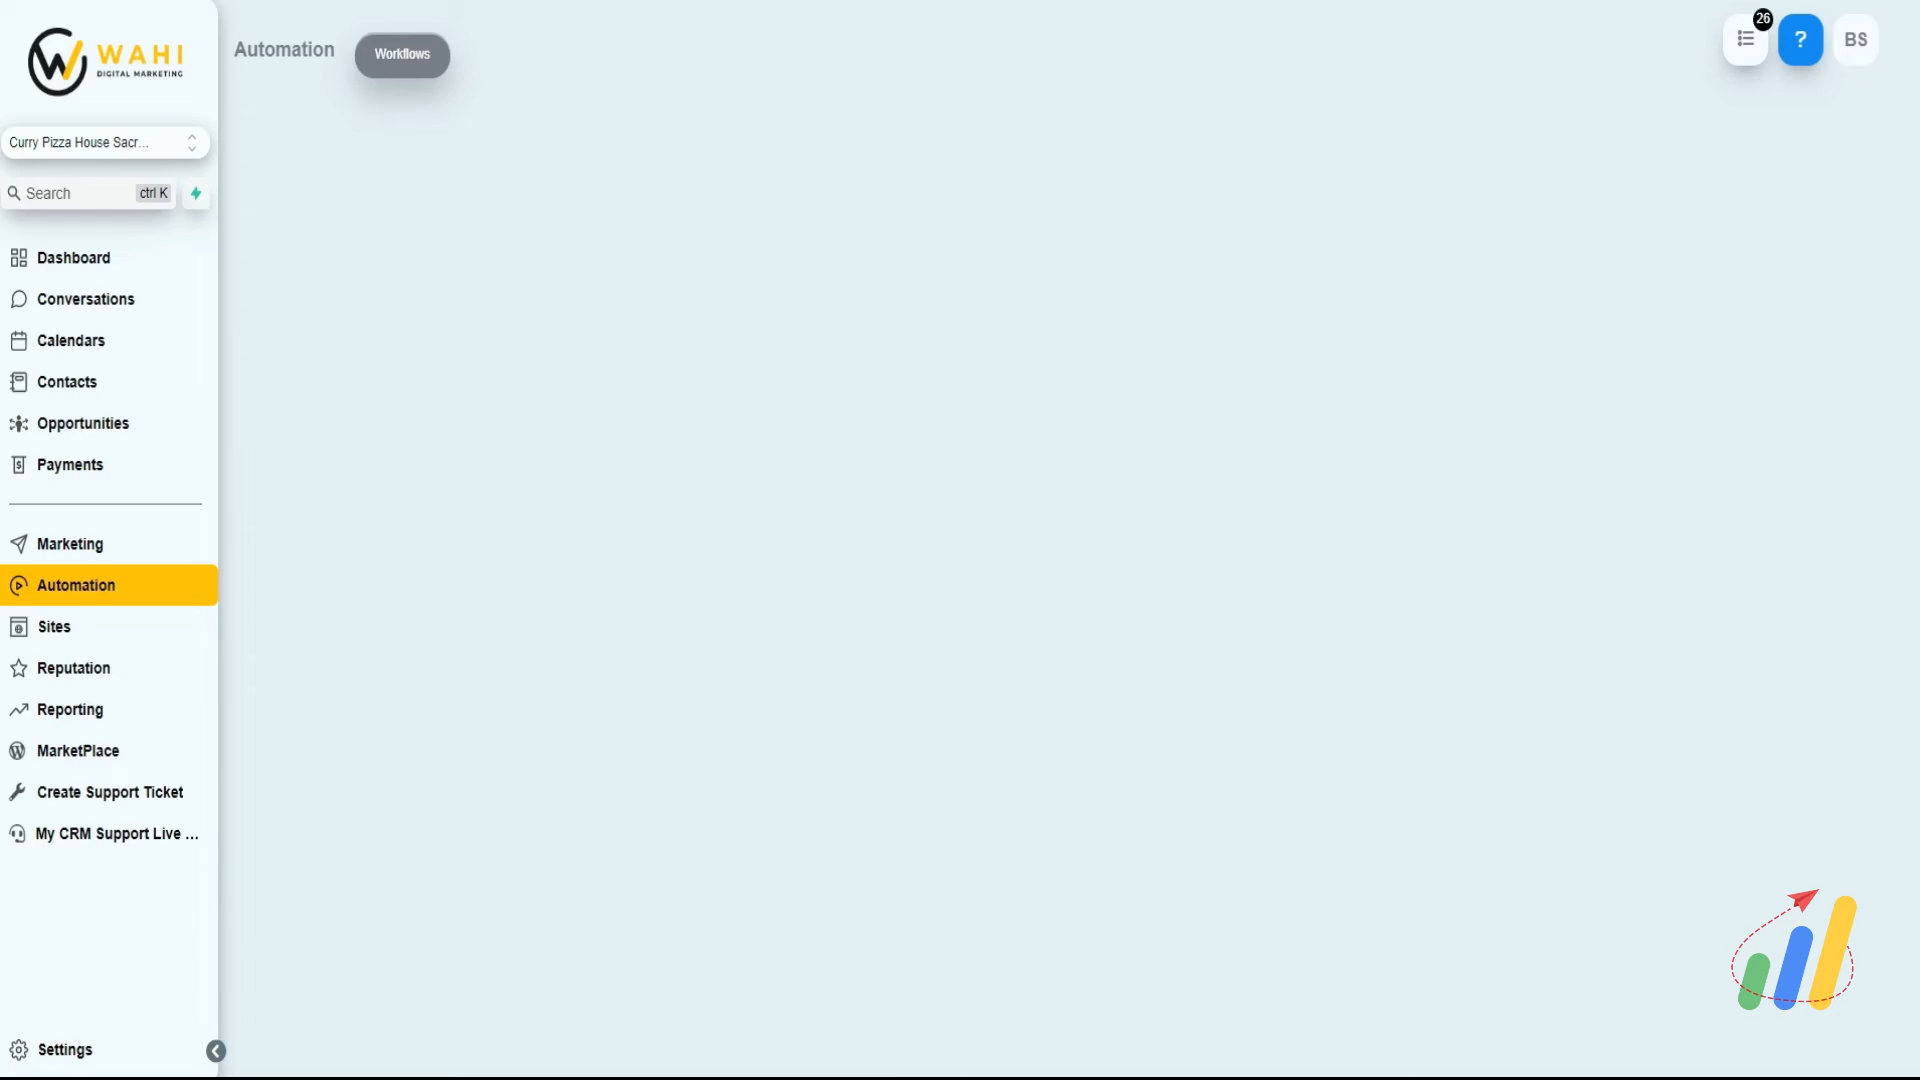 WAHI
DIGITAL MARKETING
Automation
Workflows
26
?
BS
Curry Pizza House Sacr...
Search
ctrl K
Dashboard
Conversations
Calendars
Contacts
Opportunities
Payments
Marketing
Automation
Sites
Reputation
Reporting
MarketPlace
Create Support Ticket
My CRM Support Live ...
Settings